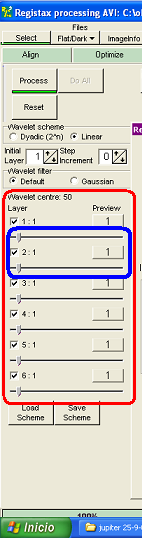 Registax processing AVI: C:\ol
Files
Select Flat/Dark ImageInfo
Align Optimize
Process Do All
Reset
Wavelet scheme
Dyadic (2^n) Linear
Initial Layer 1 Step Increment 0
Wavelet filter
Default Gaussian
Wavelet centre: 50
Layer Preview
1 : 1 1
2 : 1 1
3 : 1 1
4 : 1 1
5 : 1 1
6 : 1 1
Load Scheme Save Scheme
100%
Inicio jupiter 25-9-